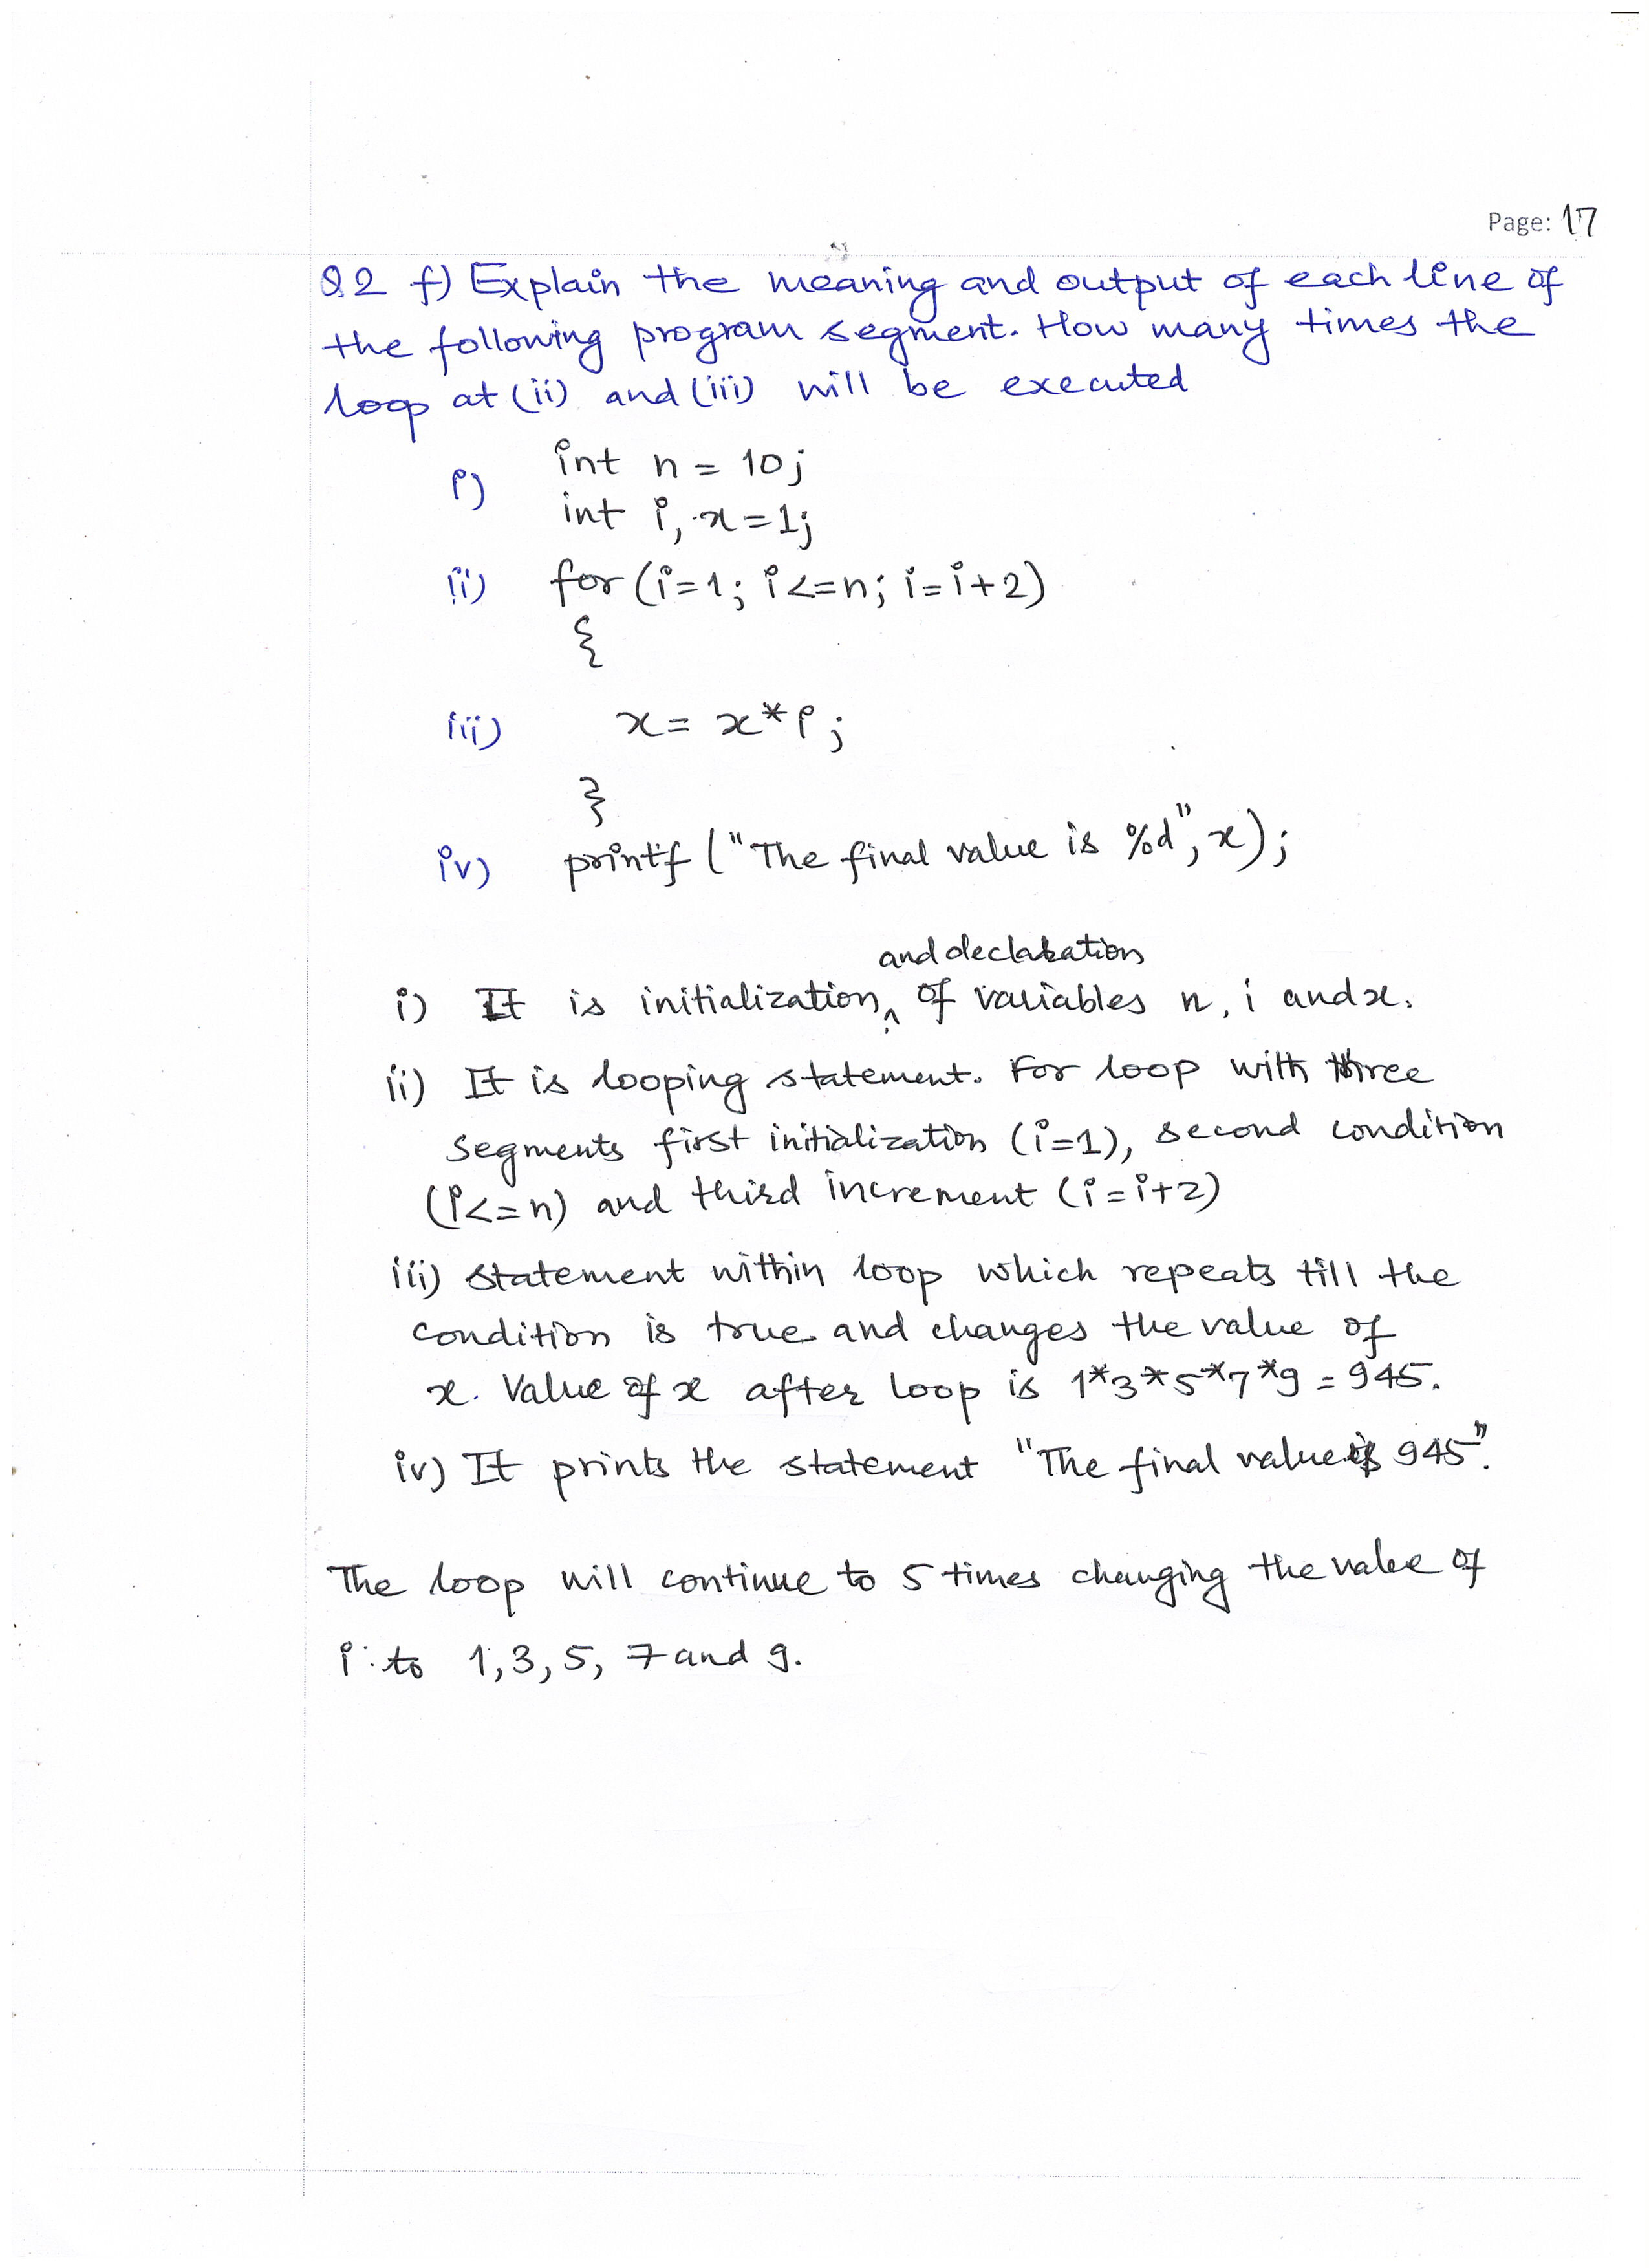 Page: 17
Q2 f) Explain the meaning and output of each line of
the following program segment. How many times the
loop at (ii) and (iii) will be executed
i) int n = 10;
int i, x=1;
ii) for (i=1; i<=n; i=i+2)
{
iii) x = x*i;
}
iv) printf ("The final value is %d", x);
and declaration
i) It is initialization^ of variables n, i and x.
ii) It is looping statement. For loop with three
segments first initialization (i=1), second condition
(i<=n) and third increment (i=i+2)
iii) Statement within loop which repeats till the
condition is true and changes the value of
x. Value of x after loop is 1*3*5*7*9 = 945.
iv) It prints the statement "The final value is 945".
The loop will continue to 5 times changing the value of
i to 1,3,5, 7 and 9.